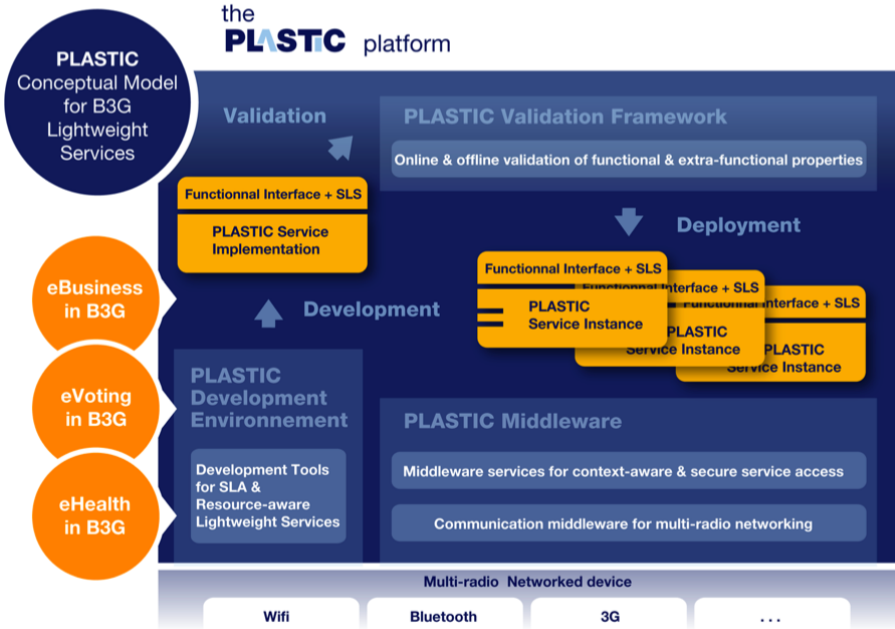 the
PLASTiC platform
PLASTIC
Conceptual Model
for B3G
Lightweight
Services
Validation
PLASTIC Validation Framework
Online & offline validation of functional & extra-functional properties
Functionnal Interface + SLS
PLASTIC Service
Implementation
Deployment
Functionnal Interface + SLS
PLASTIC
Service Instance
Functionnal Interface + SLS
PLASTIC
Service Instance
Functionnal Interface + SLS
PLASTIC
Service Instance
eBusiness
in B3G
Development
eVoting
in B3G
PLASTIC
Development
Environnement
Development Tools
for SLA &
Resource-aware
Lightweight Services
PLASTIC Middleware
Middleware services for context-aware & secure service access
Communication middleware for multi-radio networking
eHealth
in B3G
Multi-radio Networked device
Wifi
Bluetooth
3G
...